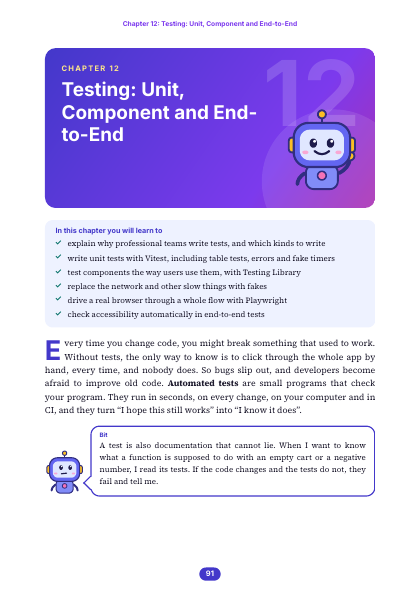 Chapter 12: Testing: Unit, Component and End-to-End
12
CHAPTER 12
Testing: Unit,
Component and End-
to-End
In this chapter you will learn to
explain why professional teams write tests, and which kinds to write
write unit tests with Vitest, including table tests, errors and fake timers
test components the way users use them, with Testing Library
replace the network and other slow things with fakes
drive a real browser through a whole flow with Playwright
check accessibility automatically in end-to-end tests
Every time you change code, you might break something that used to work.
Without tests, the only way to know is to click through the whole app by
hand, every time, and nobody does. So bugs slip out, and developers become
afraid to improve old code. Automated tests are small programs that check
your program. They run in seconds, on every change, on your computer and in
CI, and they turn “I hope this still works” into “I know it does”.
Bit
A test is also documentation that cannot lie. When I want to know
what a function is supposed to do with an empty cart or a negative
number, I read its tests. If the code changes and the tests do not, they
fail and tell me.
91